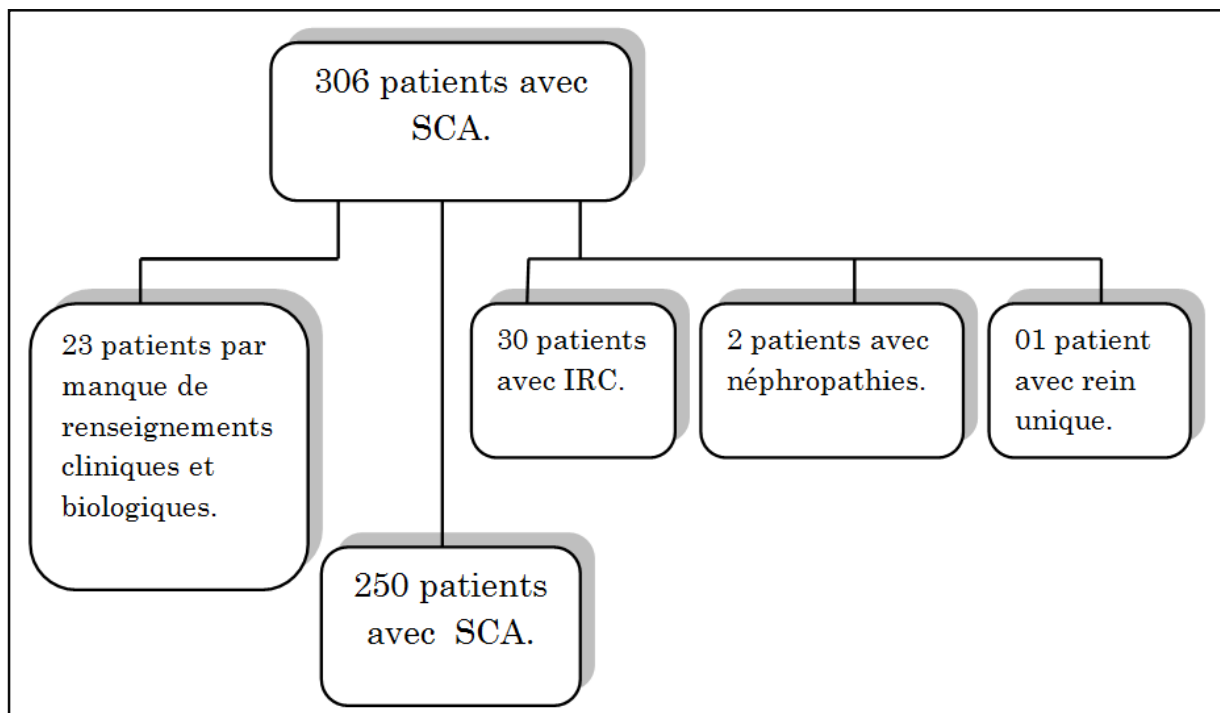 306 patients avec
SCA.
23 patients par
manque de
renseignements
cliniques et
biologiques.
30 patients
avec IRC.
2 patients avec
néphropathies.
01 patient
avec rein
unique.
250 patients
avec SCA.